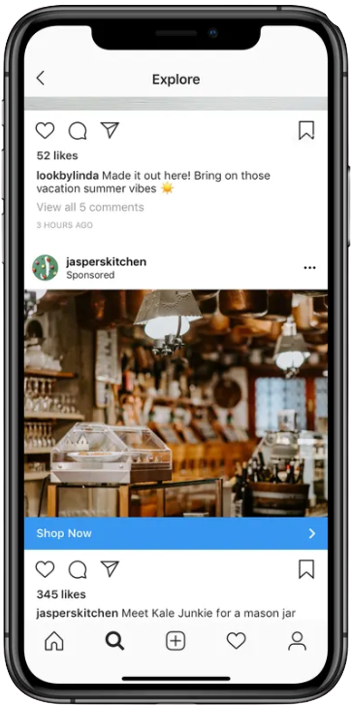 Explore
52 likes
lookbylinda Made it out here! Bring on those
vacation summer vibes ☀️
View all 5 comments
3 HOURS AGO
jasperskitchen
Sponsored
Shop Now
345 likes
jasperskitchen Meet Kale Junkie for a mason jar